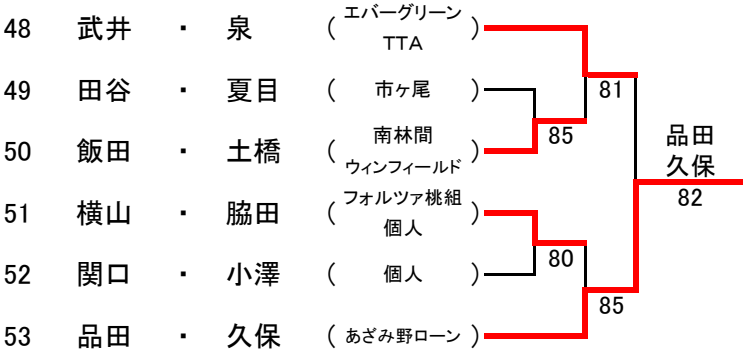 48 武井 ・ 泉 ( エバーグリーン TTA )
49 田谷 ・ 夏目 ( 市ヶ尾 )
50 飯田 ・ 土橋 ( 南林間 ウィンフィールド )
51 横山 ・ 脇田 ( フォルツァ桃組 個人 )
52 関口 ・ 小澤 ( 個人 )
53 品田 ・ 久保 ( あざみ野ローン )
81
85
80
85
品田
久保
82